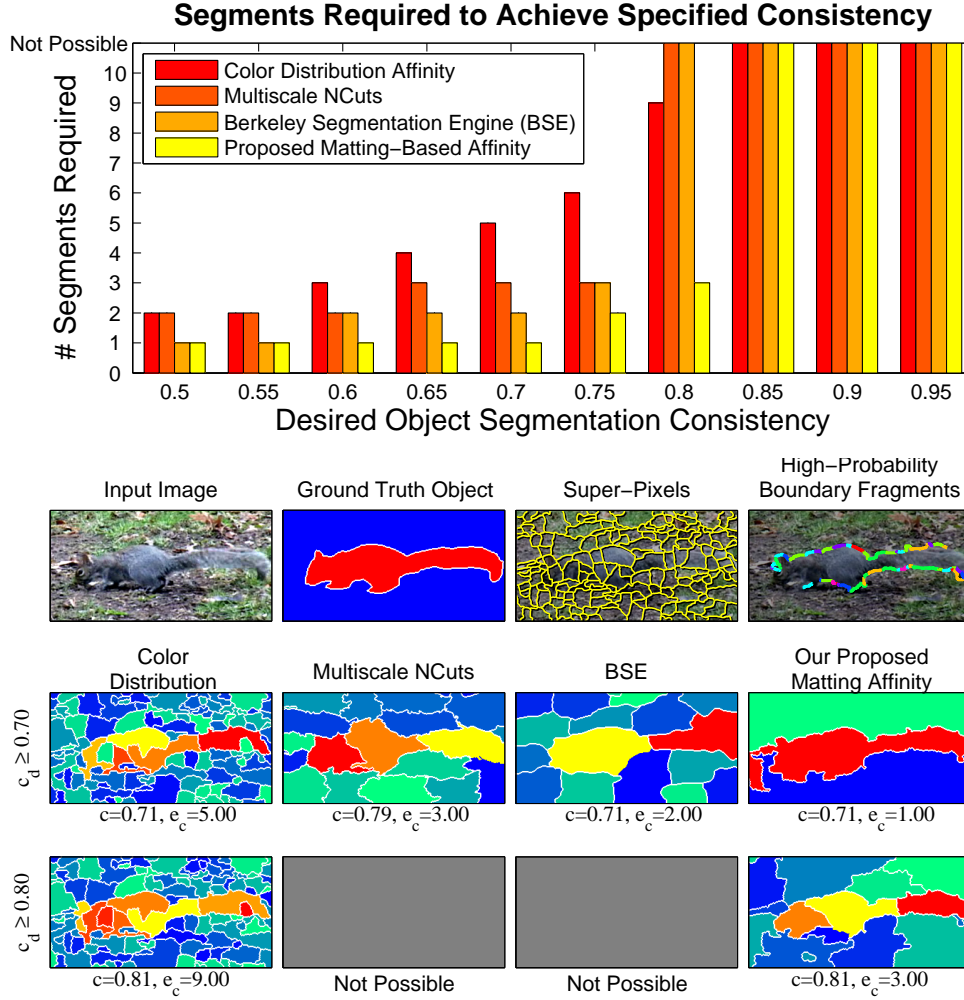 Segments Required to Achieve Specified Consistency
Not Possible
10
9
8
7
6
5
4
3
2
1
0
# Segments Required
Color Distribution Affinity
Multiscale NCuts
Berkeley Segmentation Engine (BSE)
Proposed Matting−Based Affinity
0.5 0.55 0.6 0.65 0.7 0.75 0.8 0.85 0.9 0.95
Desired Object Segmentation Consistency
Input Image
Ground Truth Object
Super−Pixels
High−Probability
Boundary Fragments
Color
Distribution
Multiscale NCuts
BSE
Our Proposed
Matting Affinity
c_d ≥ 0.70
c=0.71, e_c=5.00
c=0.79, e_c=3.00
c=0.71, e_c=2.00
c=0.71, e_c=1.00
c_d ≥ 0.80
c=0.81, e_c=9.00
Not Possible
Not Possible
c=0.81, e_c=3.00